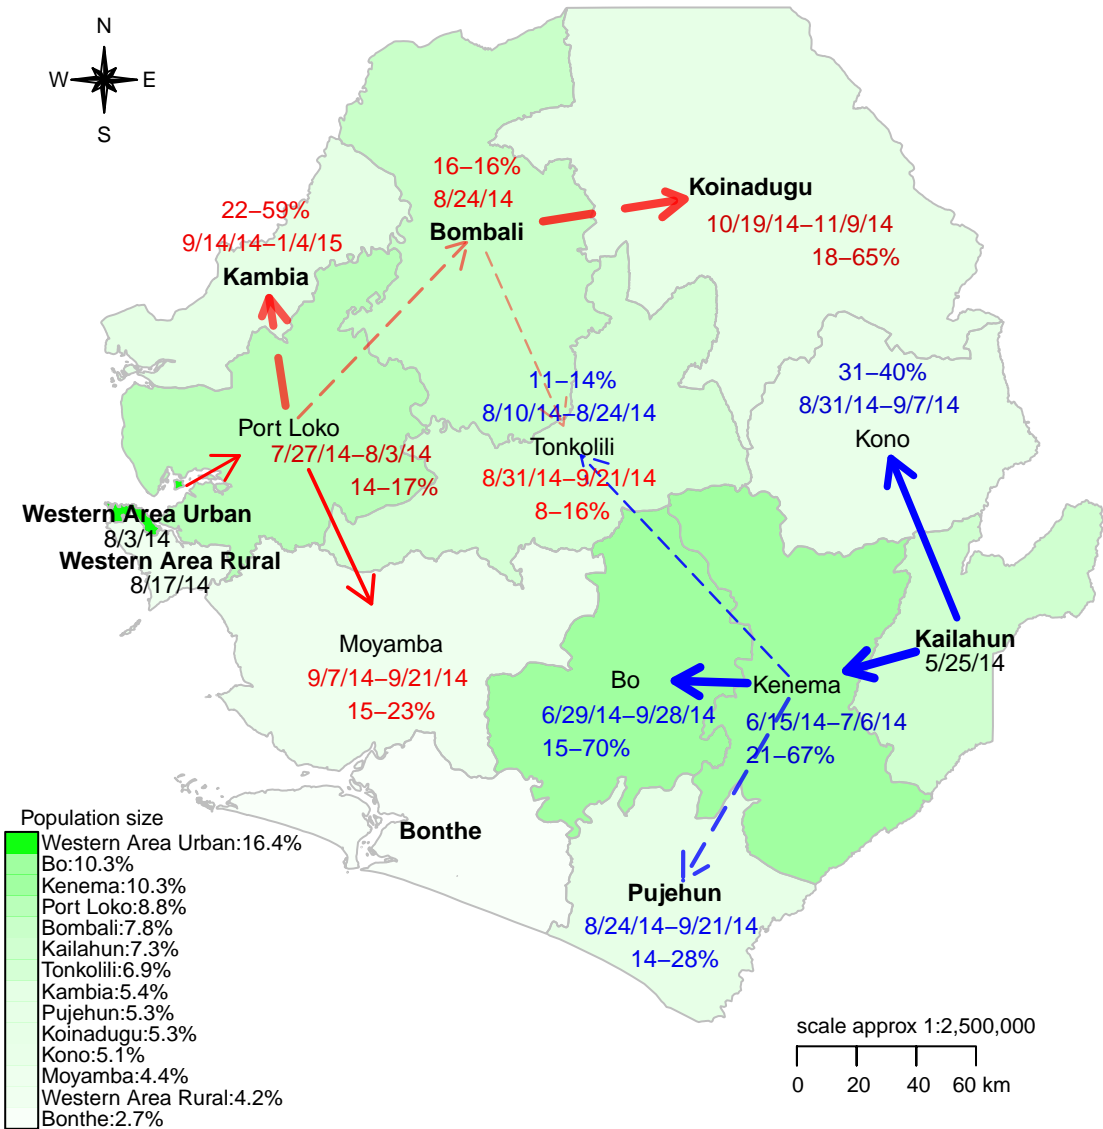 N
W E
S
16–16%
8/24/14
Bombali
Koinadugu
10/19/14–11/9/14
18–65%
22–59%
9/14/14–1/4/15
Kambia
11–14%
8/10/14–8/24/14
Tonkolili
8/31/14–9/21/14
8–16%
31–40%
8/31/14–9/7/14
Kono
Port Loko
7/27/14–8/3/14
14–17%
Western Area Urban
8/3/14
Western Area Rural
8/17/14
Moyamba
9/7/14–9/21/14
15–23%
Bo
6/29/14–9/28/14
15–70%
Kenema
6/15/14–7/6/14
21–67%
Kailahun
5/25/14
Bonthe
Pujehun
8/24/14–9/21/14
14–28%
Population size
Western Area Urban:16.4%
Bo:10.3%
Kenema:10.3%
Port Loko:8.8%
Bombali:7.8%
Kailahun:7.3%
Tonkolili:6.9%
Kambia:5.4%
Pujehun:5.3%
Koinadugu:5.3%
Kono:5.1%
Moyamba:4.4%
Western Area Rural:4.2%
Bonthe:2.7%
scale approx 1:2,500,000
0 20 40 60 km